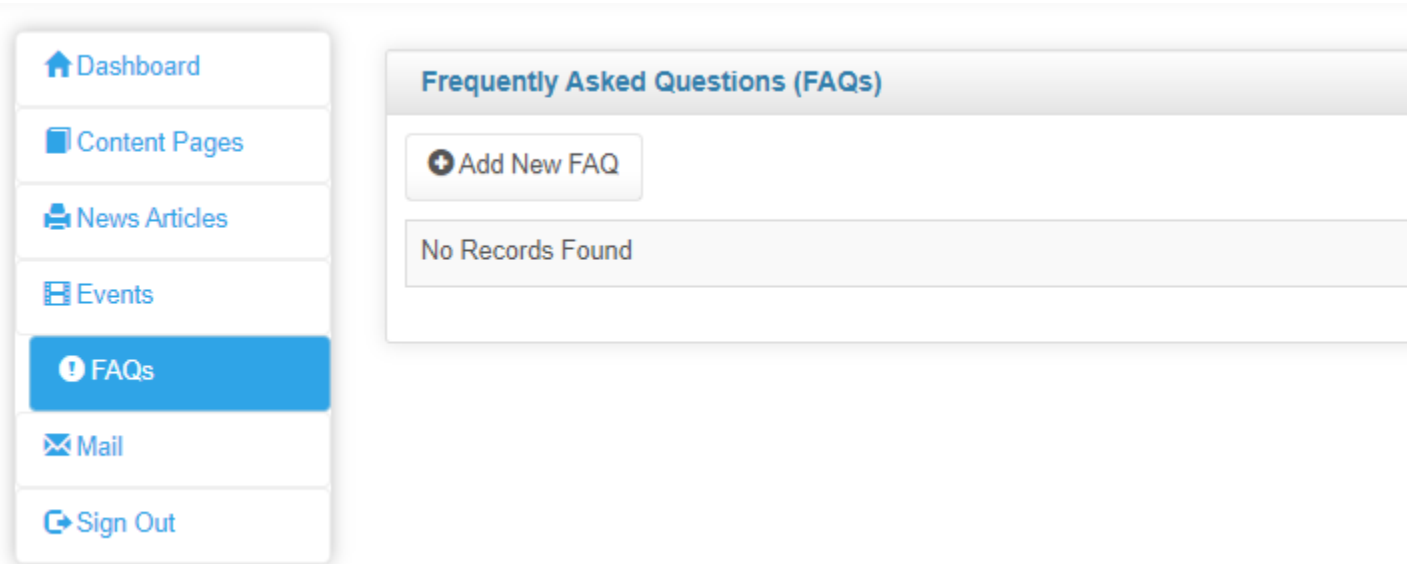 Dashboard
Content Pages
News Articles
Events
FAQs
Mail
Sign Out
Frequently Asked Questions (FAQs)
Add New FAQ
No Records Found